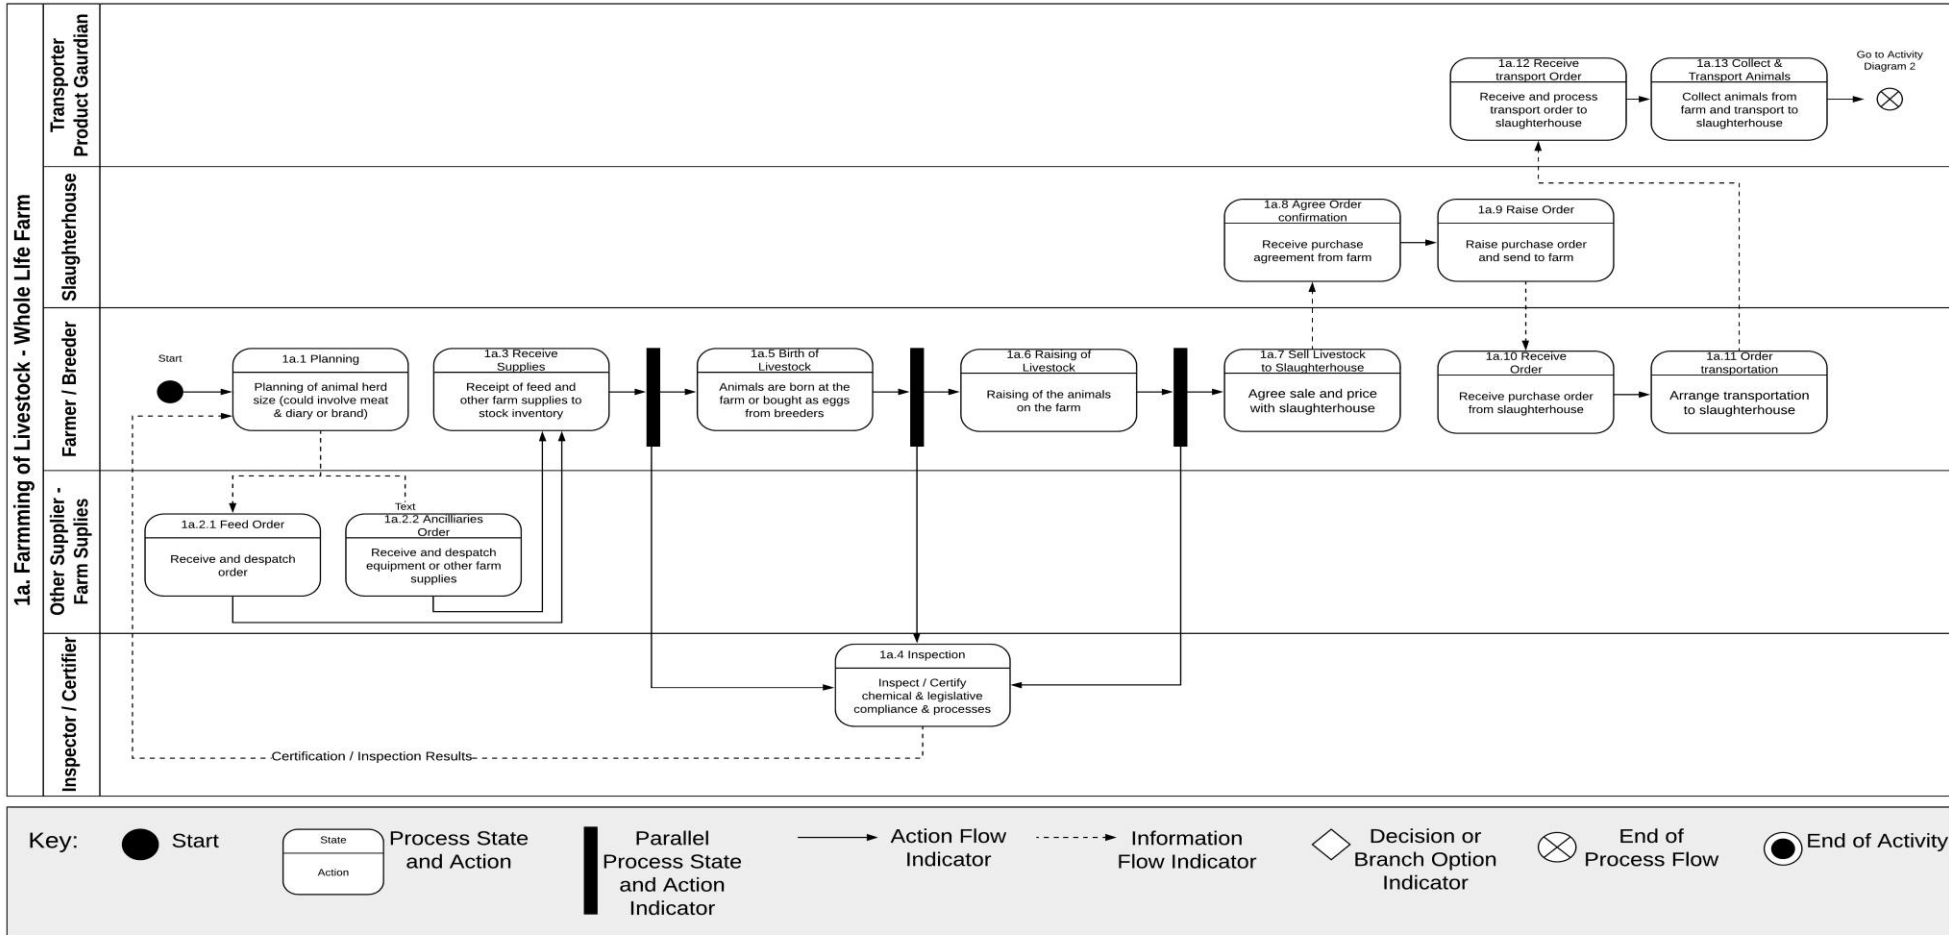 1a. Farmming of Livestock - Whole LIfe Farm
Transporter
Product Gaurdian
1a.12 Receive
transport Order
Receive and process
transport order to
slaughterhouse
1a.13 Collect &
Transport Animals
Collect animals from
farm and transport to
slaughterhouse
Go to Activity
Diagram 2
Slaughterhouse
1a.8 Agree Order
confirmation
Receive purchase
agreement from farm
1a.9 Raise Order
Raise purchase order
and send to farm
Farmer / Breeder
Start
1a.1 Planning
Planning of animal herd
size (could involve meat
& diary or brand)
1a.3 Receive
Supplies
Receipt of feed and
other farm supplies to
stock inventory
1a.5 Birth of
Livestock
Animals are born at the
farm or bought as eggs
from breeders
1a.6 Raising of
Livestock
Raising of the animals
on the farm
1a.7 Sell Livestock
to Slaughterhouse
Agree sale and price
with slaughterhouse
1a.10 Receive
Order
Receive purchase order
from slaughterhouse
1a.11 Order
transportation
Arrange transportation
to slaughterhouse
Other Supplier -
Farm Suplies
1a.2.1 Feed Order
Receive and despatch
order
Text
1a.2.2 Ancilliaries
Order
Receive and despatch
equipment or other farm
supplies
Inspector / Certifier
1a.4 Inspection
Inspect / Certify
chemical & legislative
compliance & processes
Certification / Inspection Results
Key:
Start
State
Action
Process State
and Action
Parallel
Process State
and Action
Indicator
Action Flow
Indicator
Information
Flow Indicator
Decision or
Branch Option
Indicator
End of
Process Flow
End of Activity